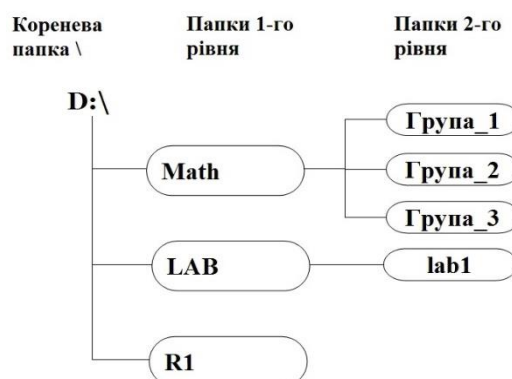 Коренева
папка \
Папки 1-го
рівня
Папки 2-го
рівня
D:\
Math
Група_1
Група_2
Група_3
LAB
lab1
R1